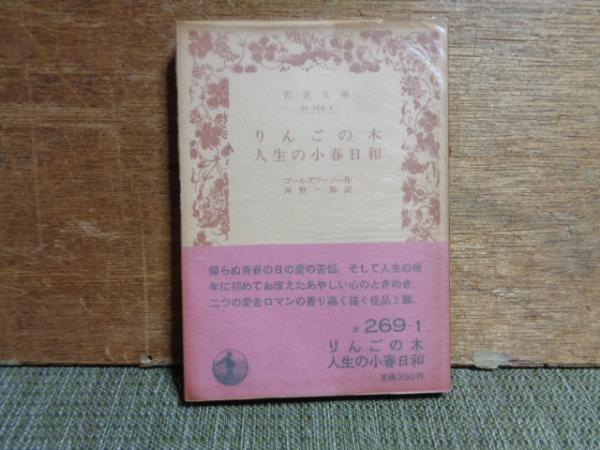 岩波文庫
32-269-1
りんごの木
人生の小春日和
ゴールズワージー作
河野一郎訳
帰らぬ青春の日の愛の苦悩、そして人生の晩
年に初めておぼえたあやしい心のときめき。
二つの愛をロマンの香り高く描く佳品2篇。
赤269-1
りんごの木
人生の小春日和
定価350円